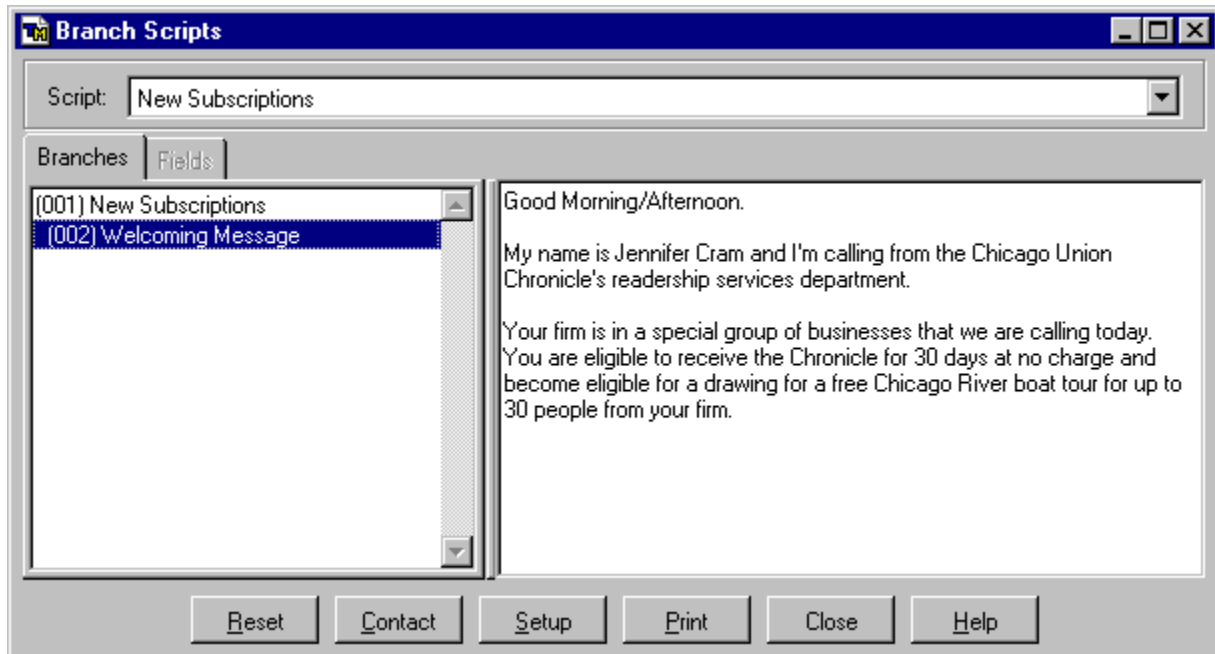 Branch Scripts
Script: New Subscriptions
Branches Fields
(001) New Subscriptions
(002) Welcoming Message
Good Morning/Afternoon.
My name is Jennifer Cram and I'm calling from the Chicago Union
Chronicle's readership services department.
Your firm is in a special group of businesses that we are calling today.
You are eligible to receive the Chronicle for 30 days at no charge and
become eligible for a drawing for a free Chicago River boat tour for up to
30 people from your firm.
Reset Contact Setup Print Close Help